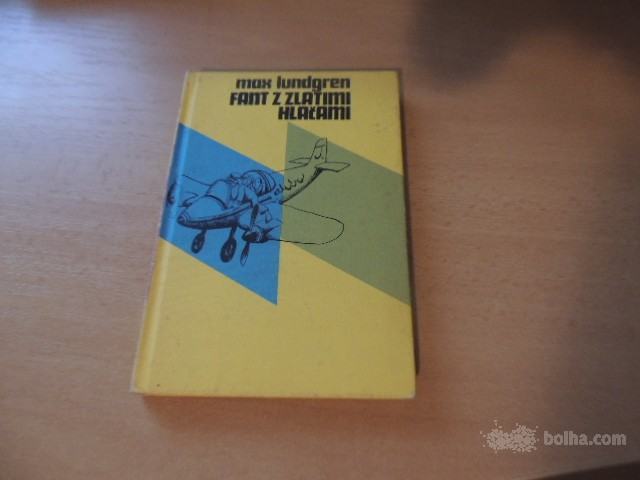 max lundgren
FANT Z ZLATIMI
HLAČAMI
bolha.com